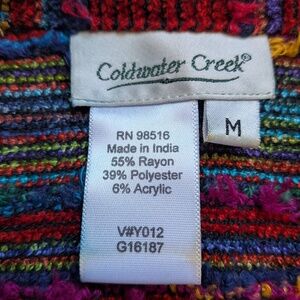 Coldwater Creek®
M
RN 98516
Made in India
55% Rayon
39% Polyester
6% Acrylic
V#Y012
G16187